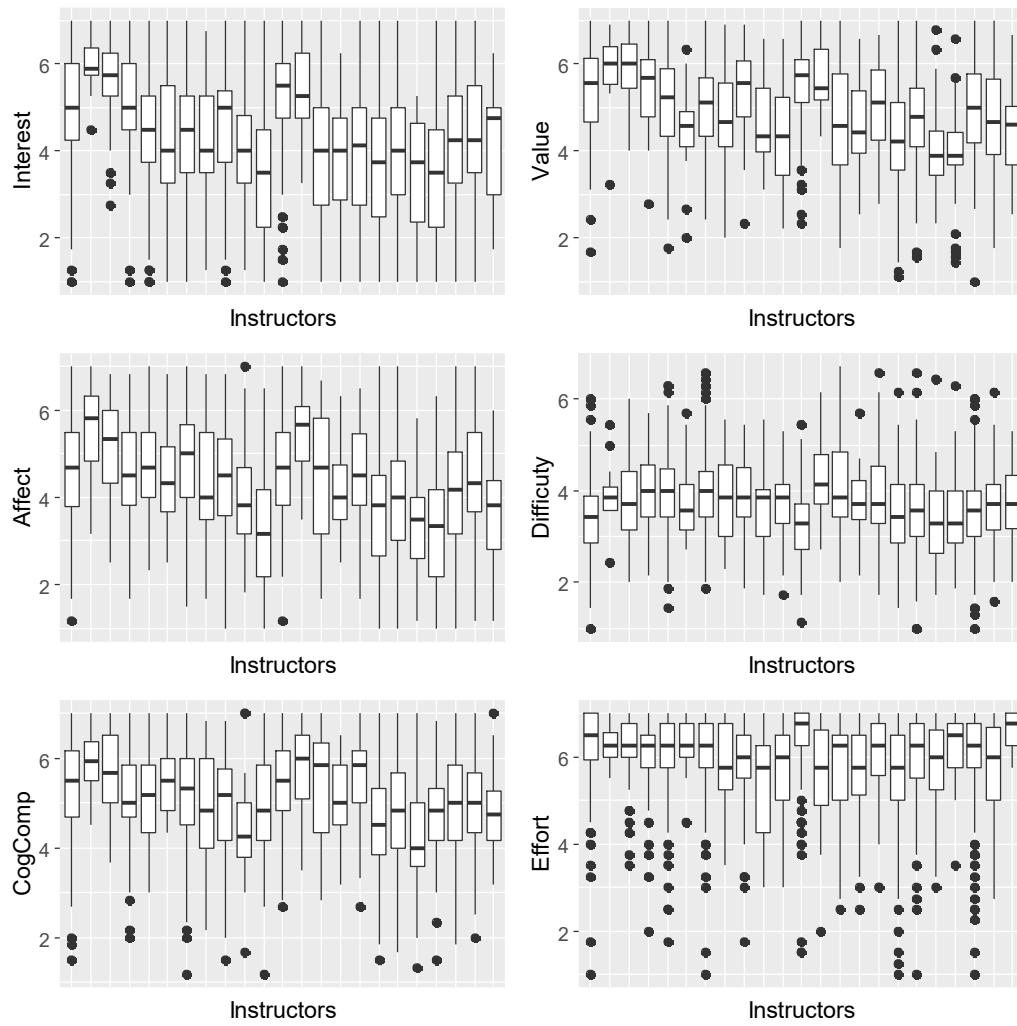 Interest
6
4
2
Instructors
Value
6
4
2
Instructors
Affect
6
4
2
Instructors
Difficuty
6
4
2
Instructors
CogComp
6
4
2
Instructors
Effort
6
4
2
Instructors